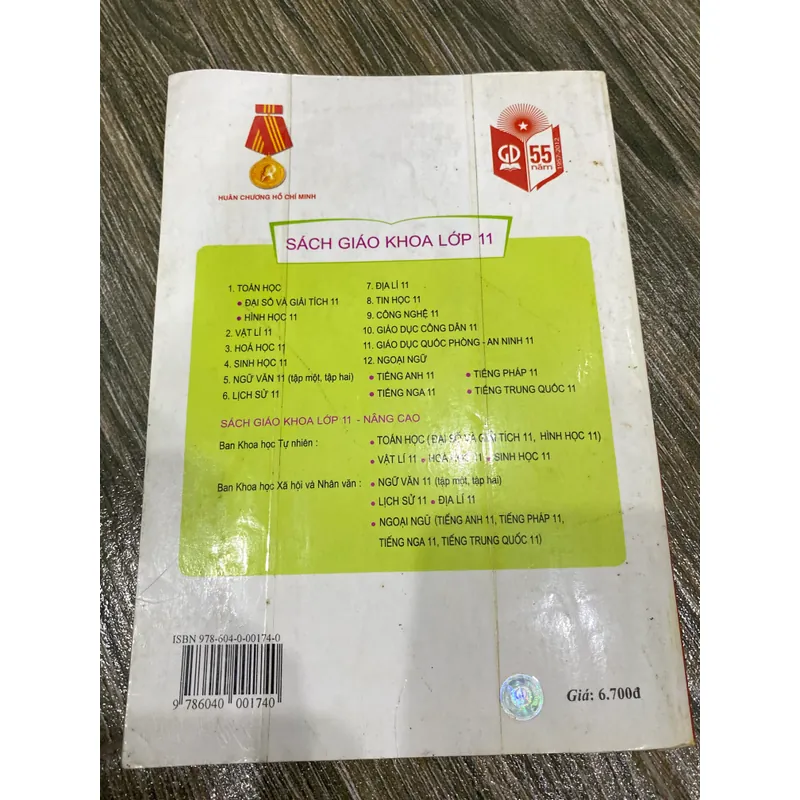 HUÂN CHƯƠNG HỒ CHÍ MINH
GD 55 năm
1957-2012
SÁCH GIÁO KHOA LỚP 11
1. TOÁN HỌC
• ĐẠI SỐ VÀ GIẢI TÍCH 11
• HÌNH HỌC 11
2. VẬT LÍ 11
3. HOÁ HỌC 11
4. SINH HỌC 11
5. NGỮ VĂN 11 (tập một, tập hai)
6. LỊCH SỬ 11
7. ĐỊA LÍ 11
8. TIN HỌC 11
9. CÔNG NGHỆ 11
10. GIÁO DỤC CÔNG DÂN 11
11. GIÁO DỤC QUỐC PHÒNG - AN NINH 11
12. NGOẠI NGỮ
• TIẾNG ANH 11 • TIẾNG PHÁP 11
• TIẾNG NGA 11 • TIẾNG TRUNG QUỐC 11
SÁCH GIÁO KHOA LỚP 11 - NÂNG CAO
Ban Khoa học Tự nhiên : • TOÁN HỌC (ĐẠI SỐ VÀ GIẢI TÍCH 11, HÌNH HỌC 11)
• VẬT LÍ 11 • HOÁ HỌC 11 • SINH HỌC 11
Ban Khoa học Xã hội và Nhân văn : • NGỮ VĂN 11 (tập một, tập hai)
• LỊCH SỬ 11 • ĐỊA LÍ 11
• NGOẠI NGỮ (TIẾNG ANH 11, TIẾNG PHÁP 11,
TIẾNG NGA 11, TIẾNG TRUNG QUỐC 11)
ISBN 978-604-0-00174-0
9 786040 001740
GD
Giá: 6.700đ